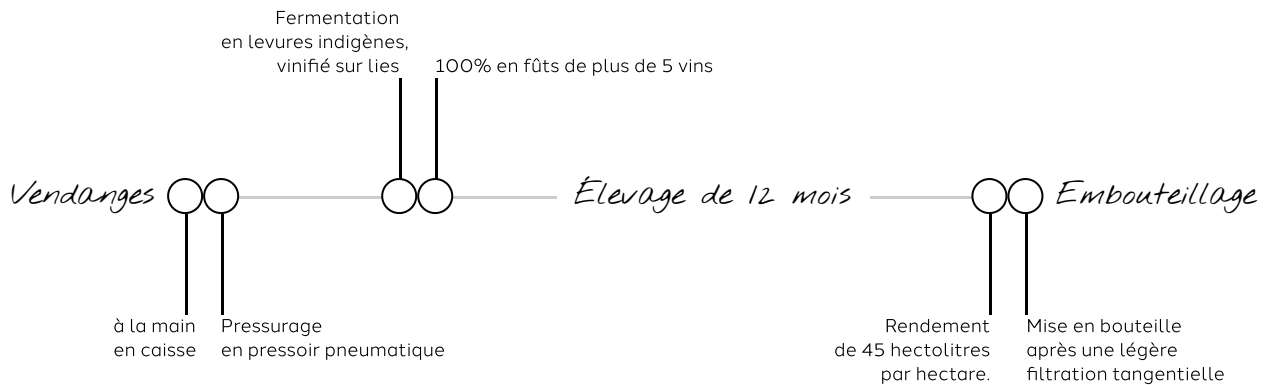 Fermentation
en levures indigènes,
vinifié sur lies
100% en fûts de plus de 5 vins
Vendanges
Élevage de 12 mois
Embouteillage
à la main
en caisse
Pressurage
en pressoir pneumatique
Rendement
de 45 hectolitres
par hectare.
Mise en bouteille
après une légère
filtration tangentielle